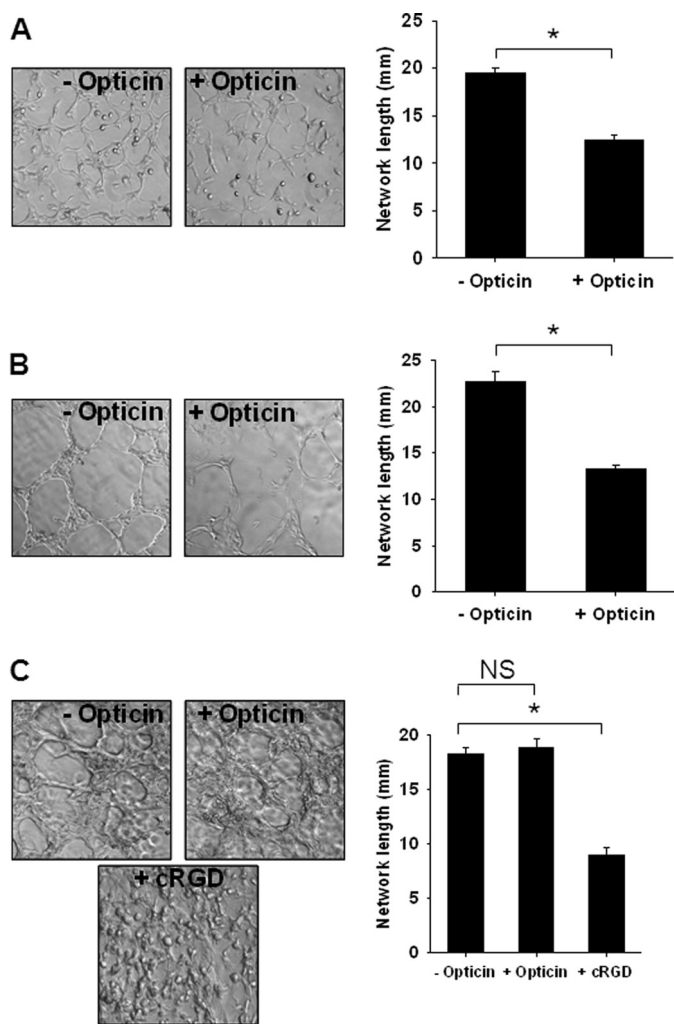 A
- Opticin
+ Opticin
Network length (mm)
25
20
15
10
5
0
*
- Opticin
+ Opticin
B
- Opticin
+ Opticin
Network length (mm)
25
20
15
10
5
0
*
- Opticin
+ Opticin
C
- Opticin
+ Opticin
+ cRGD
NS
*
Network length (mm)
20
15
10
5
0
- Opticin
+ Opticin
+ cRGD